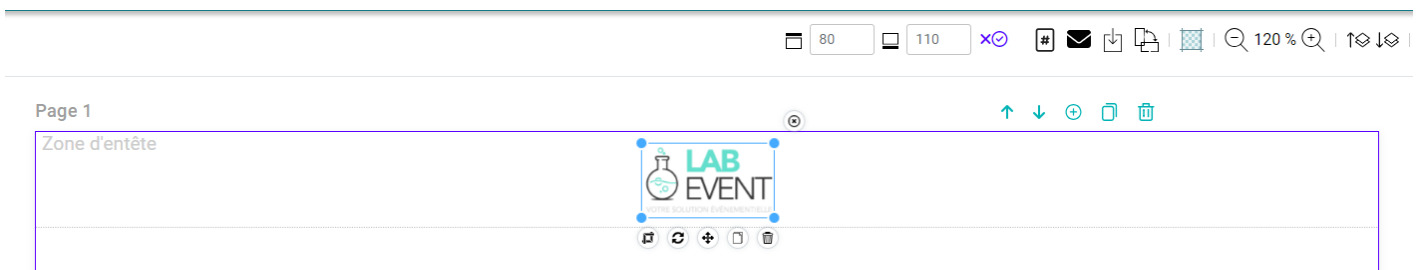 80 110 # 120 %
Page 1
Zone d'entête
LAB
EVENT
VOTRE SOLUTION ÉVÉNEMENTIELLE